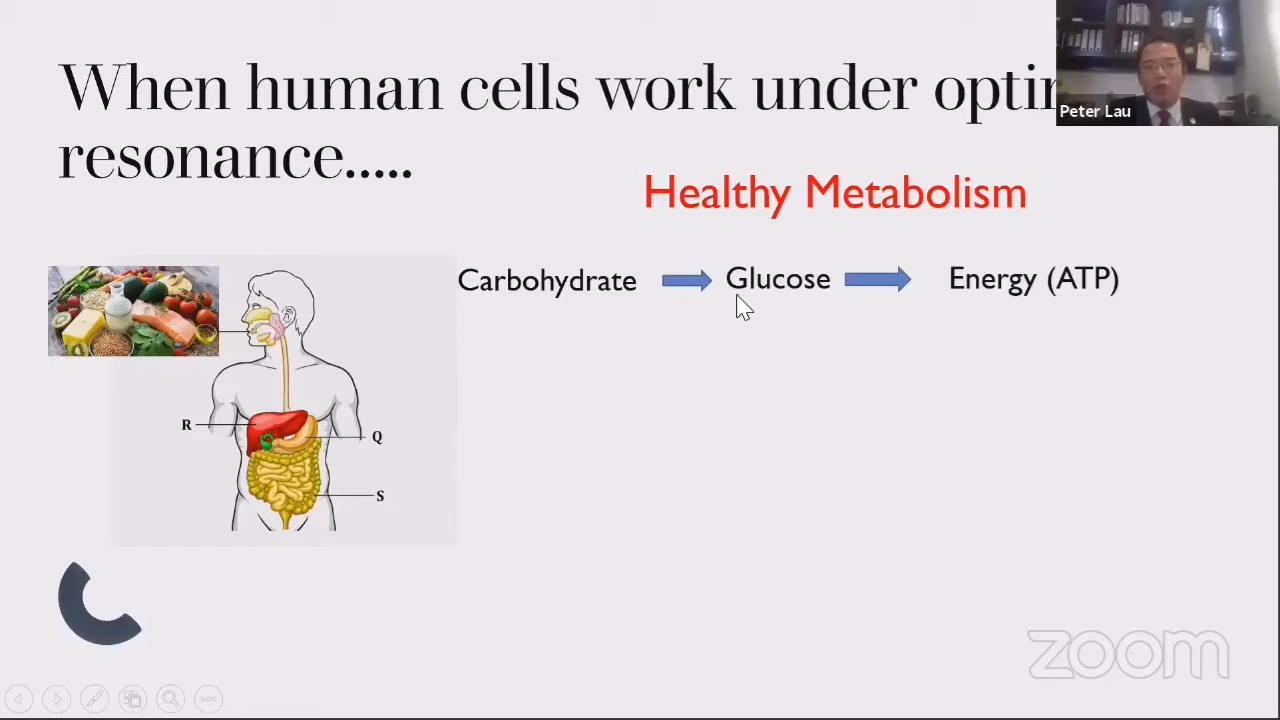 When human cells work under optim
resonance.....
Peter Lau
Healthy Metabolism
Carbohydrate
Glucose
Energy (ATP)
R
Q
S
zoom